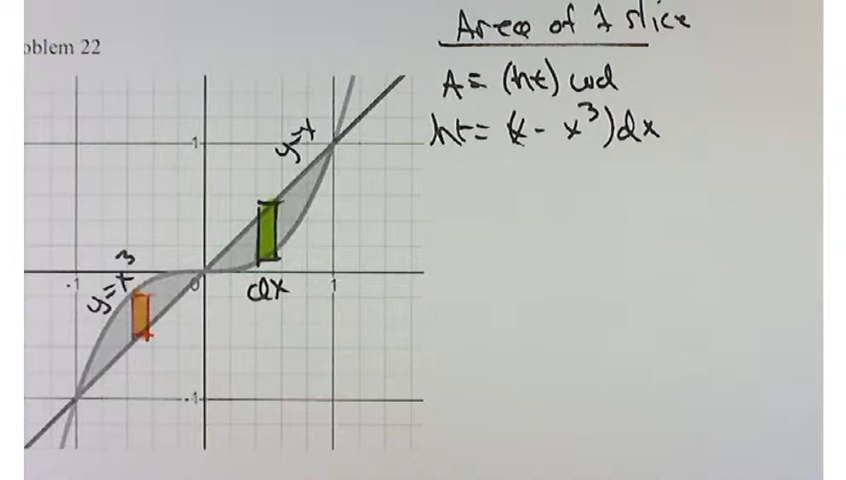 Area of 1 slice
oblem 22
A = (ht) wd
ht = (x - x³)dx
1
y=x
y=x³
-1
0
1
dx
-1